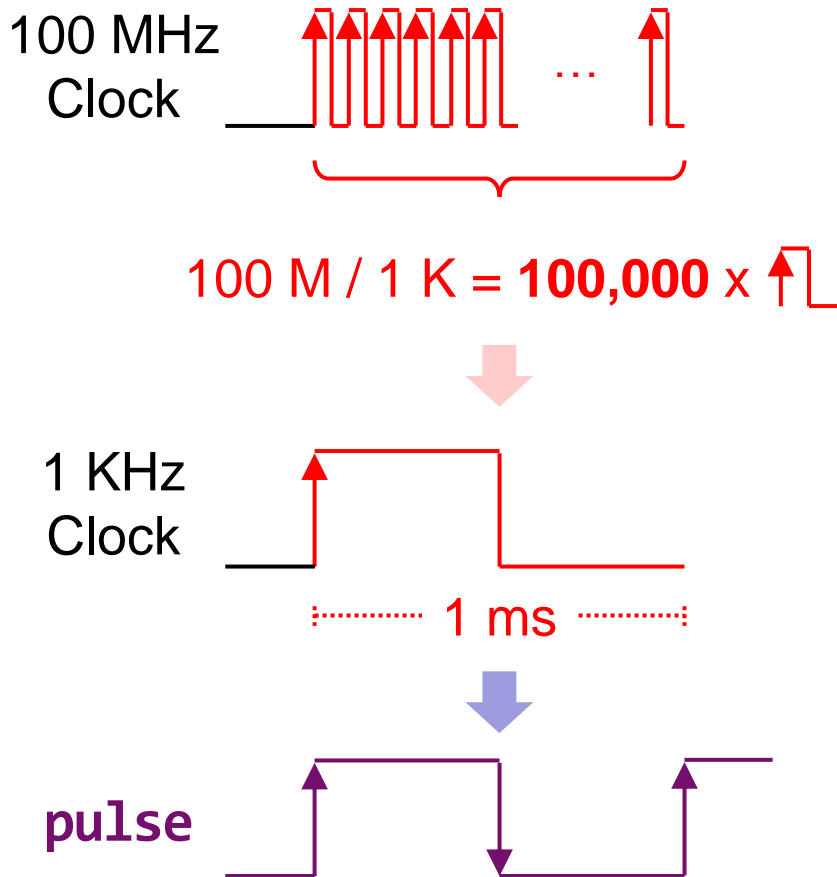 100 MHz
Clock
...
100 M / 1 K = 100,000 x
1 KHz
Clock
1 ms
pulse